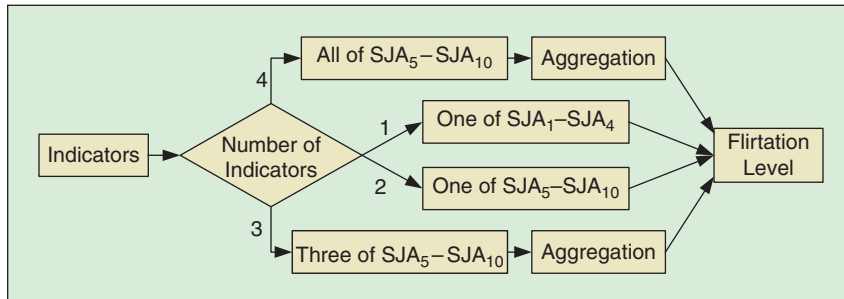 All of SJA₅–SJA₁₀
Aggregation
4
1
One of SJA₁–SJA₄
Indicators
Number of
Indicators
Flirtation
Level
2
One of SJA₅–SJA₁₀
3
Three of SJA₅–SJA₁₀
Aggregation